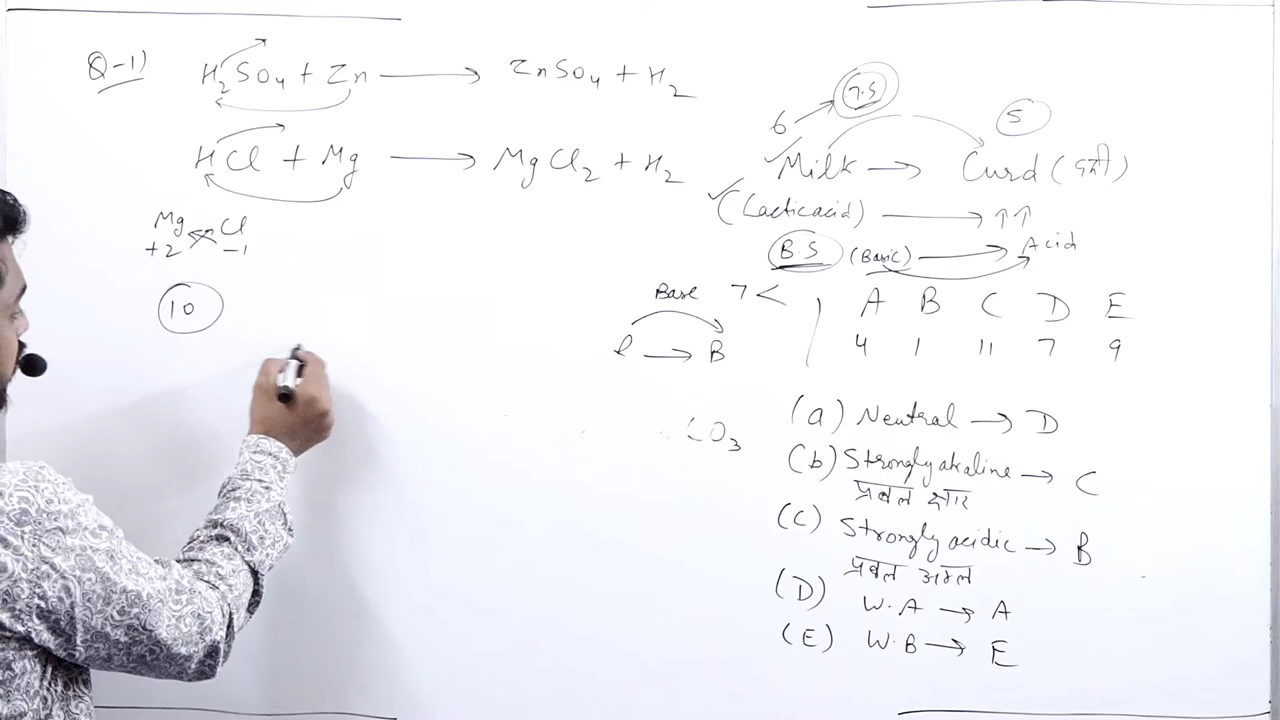 Q-1) H2SO4 + Zn → ZnSO4 + H2
HCl + Mg → MgCl2 + H2
Mg Cl
+2 -1
10
6 → 7.5
5
Milk → Curd (दही)
(Lactic acid) → ↑↑
B.S (Basic) → Acid
Base 7<
l → B
A B C D E
4 1 11 7 9
CO3
(a) Neutral → D
(b) Strongly alkaline → C
प्रबल क्षार
(C) Strongly acidic → B
प्रबल अम्ल
(D) W.A → A
(E) W.B → E